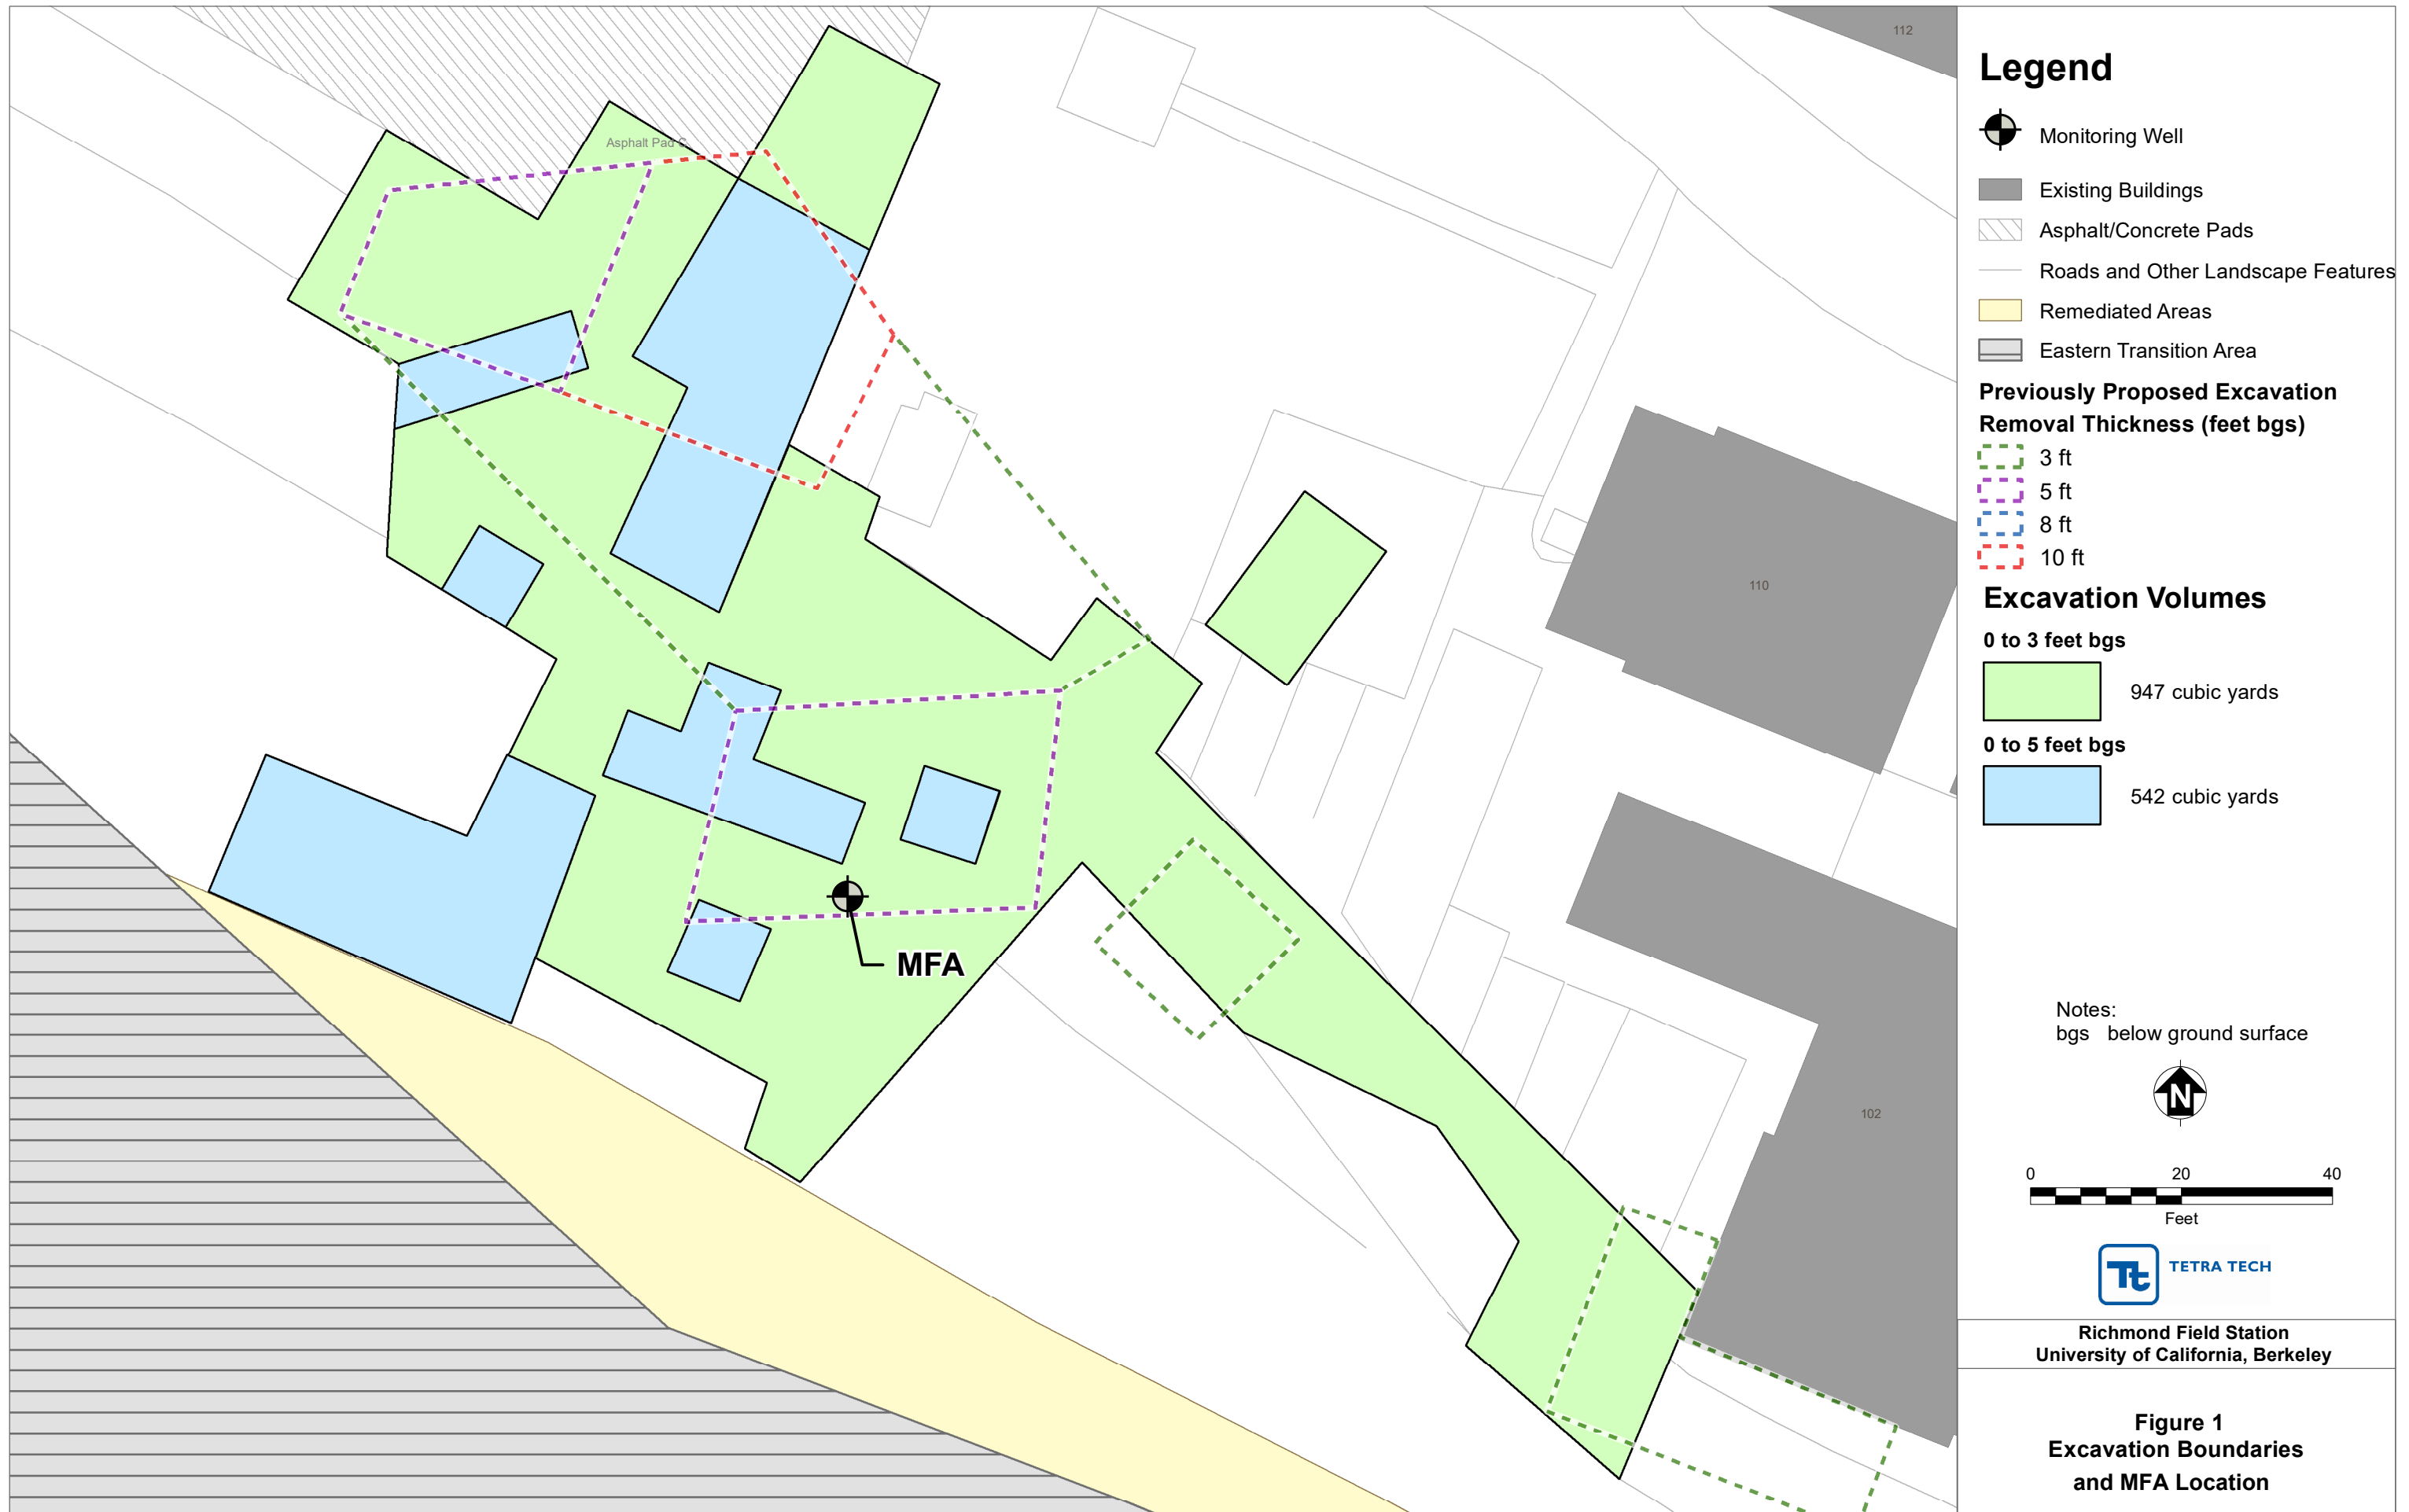 112
Asphalt Pad C
110
102
MFA
Legend
Monitoring Well
Existing Buildings
Asphalt/Concrete Pads
Roads and Other Landscape Features
Remediated Areas
Eastern Transition Area
Previously Proposed Excavation
Removal Thickness (feet bgs)
3 ft
5 ft
8 ft
10 ft
Excavation Volumes
0 to 3 feet bgs
947 cubic yards
0 to 5 feet bgs
542 cubic yards
Notes:
bgs below ground surface
N
0 20 40
Feet
Tt TETRA TECH
Richmond Field Station
University of California, Berkeley
Figure 1
Excavation Boundaries
and MFA Location